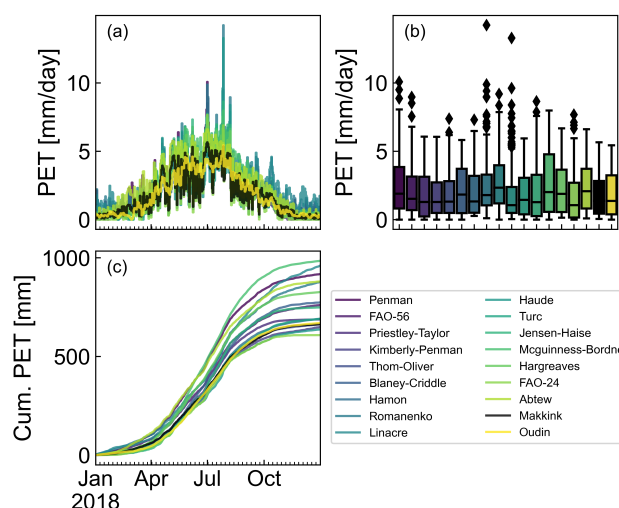 (a)
(b)
PET [mm/day]
10
5
0
PET [mm/day]
10
5
0
(c)
Cum. PET [mm]
1000
500
0
Jan
2018
Apr
Jul
Oct
Penman
FAO-56
Priestley-Taylor
Kimberly-Penman
Thom-Oliver
Blaney-Criddle
Hamon
Romanenko
Linacre
Haude
Turc
Jensen-Haise
Mcguinness-Bordne
Hargreaves
FAO-24
Abtew
Makkink
Oudin